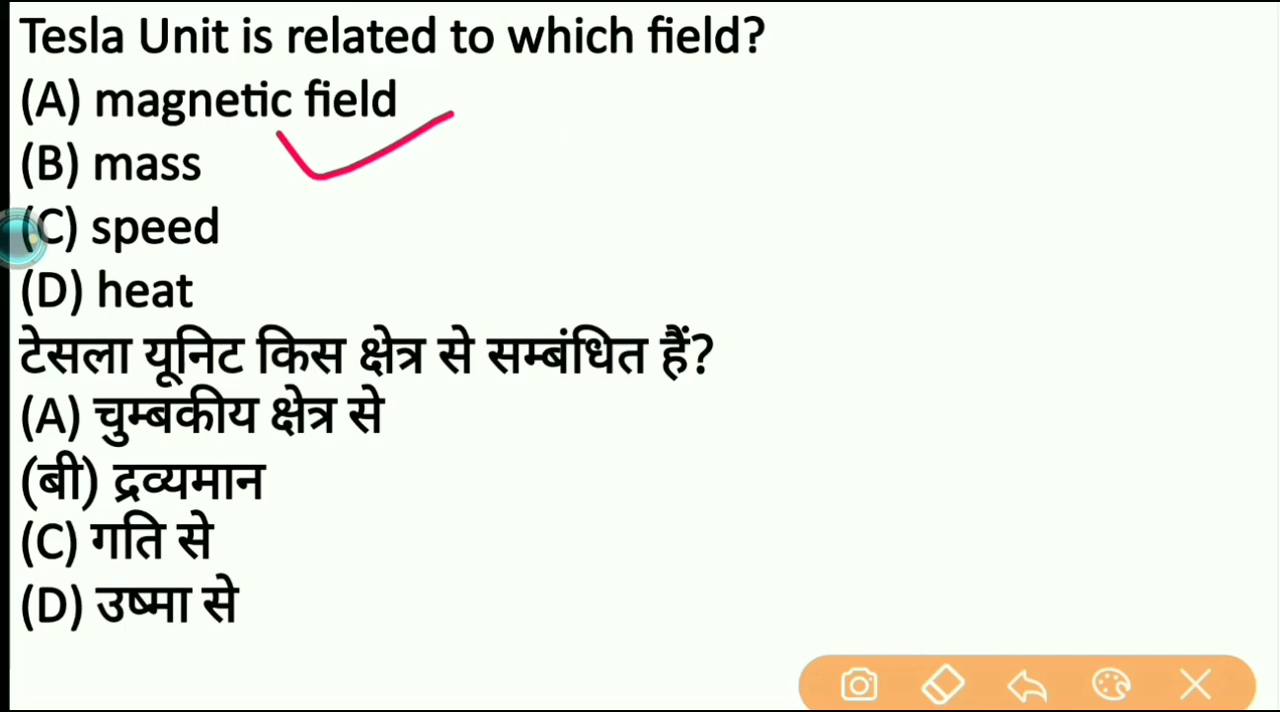 Tesla Unit is related to which field?
(A) magnetic field
(B) mass
(C) speed
(D) heat
टेसला यूनिट किस क्षेत्र से सम्बंधित हैं?
(A) चुम्बकीय क्षेत्र से
(बी) द्रव्यमान
(C) गति से
(D) उष्मा से